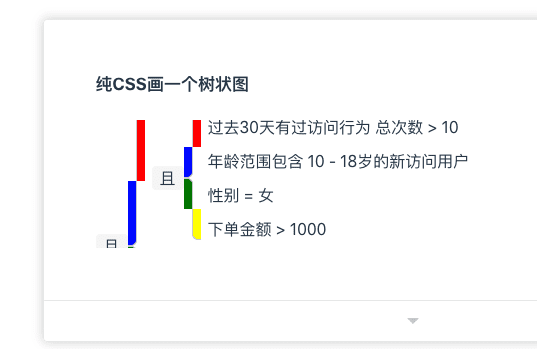 纯CSS画一个树状图
过去30天有过访问行为 总次数 > 10
年龄范围包含 10 - 18岁的新访问用户
且
性别 = 女
下单金额 > 1000